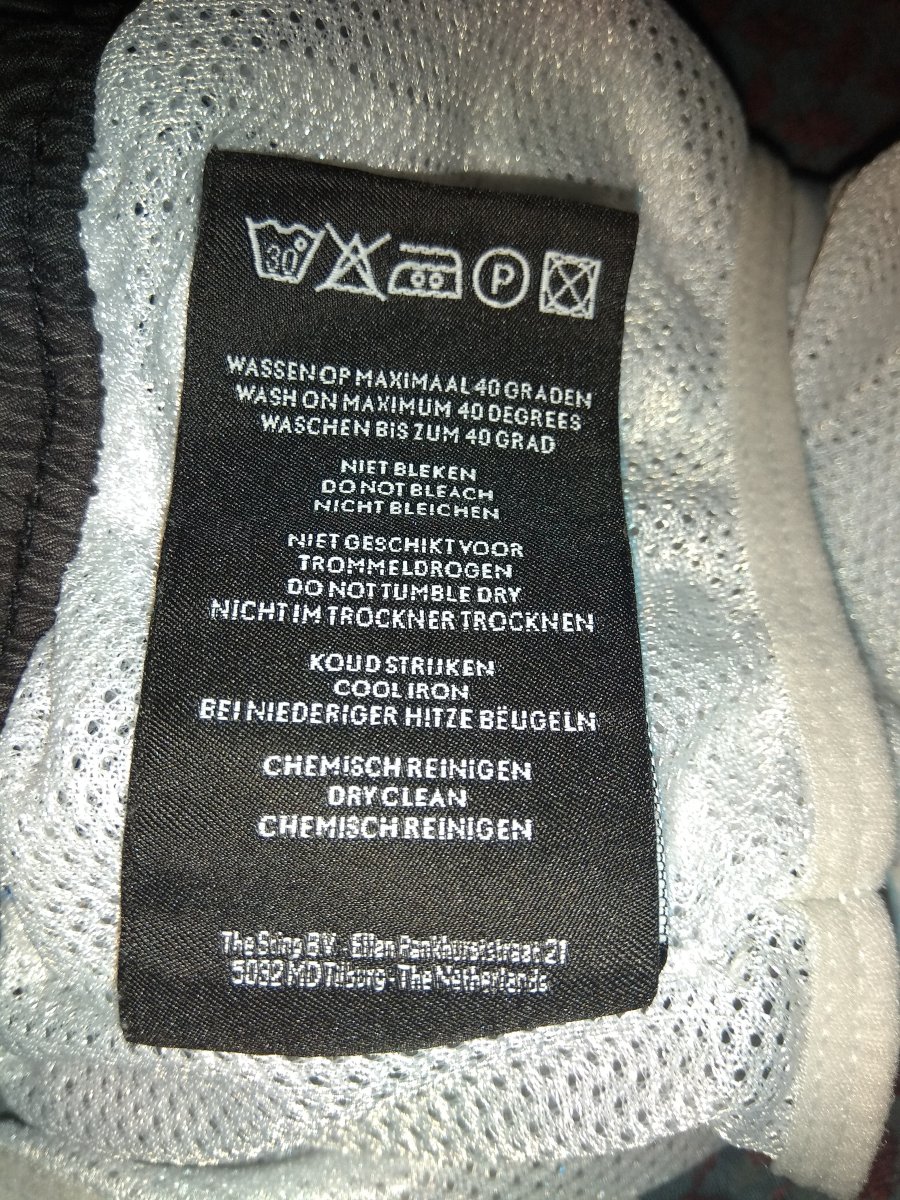 30
P
WASSEN OP MAXIMAAL 40 GRADEN
WASH ON MAXIMUM 40 DEGREES
WASCHEN BIS ZUM 40 GRAD
NIET BLEKEN
DO NOT BLEACH
NICHT BLEICHEN
NIET GESCHIKT VOOR
TROMMELDROGEN
DO NOT TUMBLE DRY
NICHT IM TROCKNER TROCKNEN
KOUD STRIJKEN
COOL IRON
BEI NIEDERIGER HITZE BËUGELN
CHEMISCH REINIGEN
DRY CLEAN
CHEMISCH REINIGEN
The Sting BV - Ellen Pankhurststraat 21
5032 MD Tilburg - The Netherlands